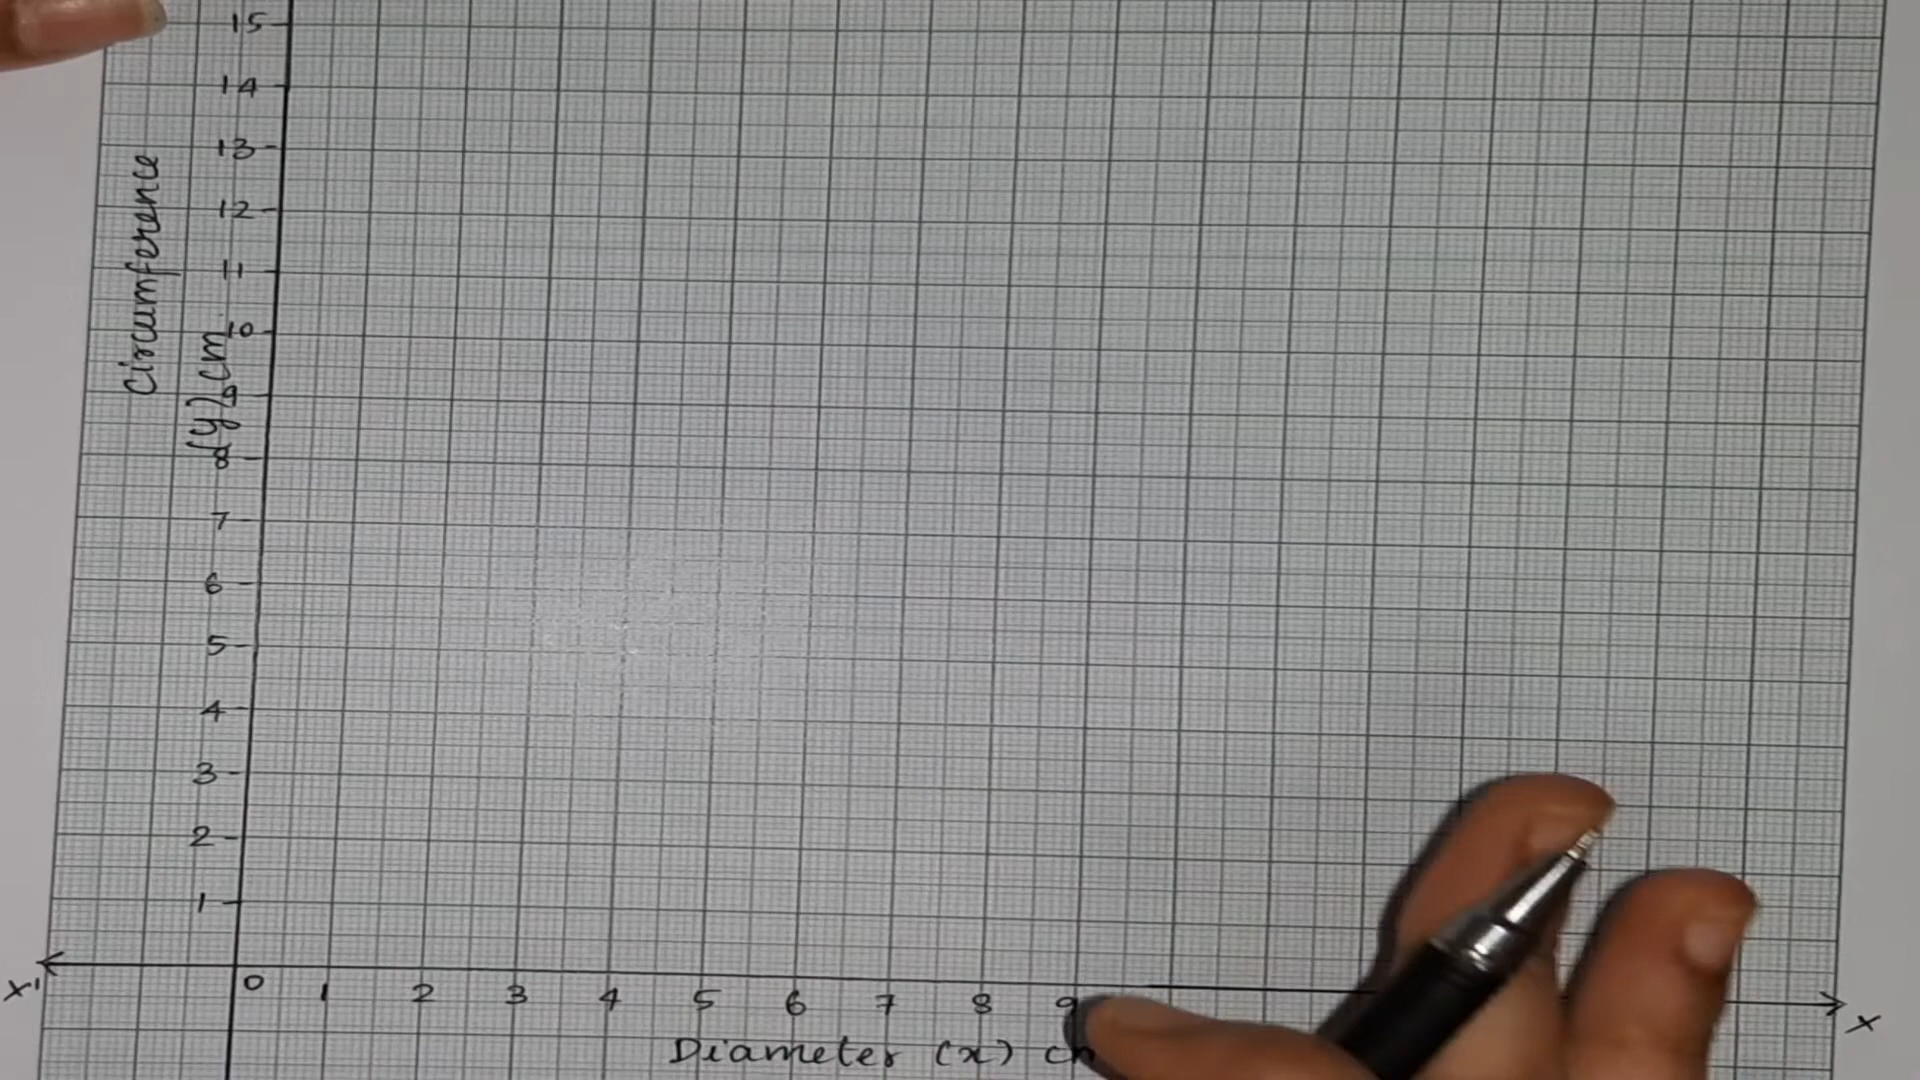 15
14
13
12
11
10
9
8
7
6
5
4
3
2
1
Circumference
(y) cm
X'
0 1 2 3 4 5 6 7 8 9
X
Diameter (x)